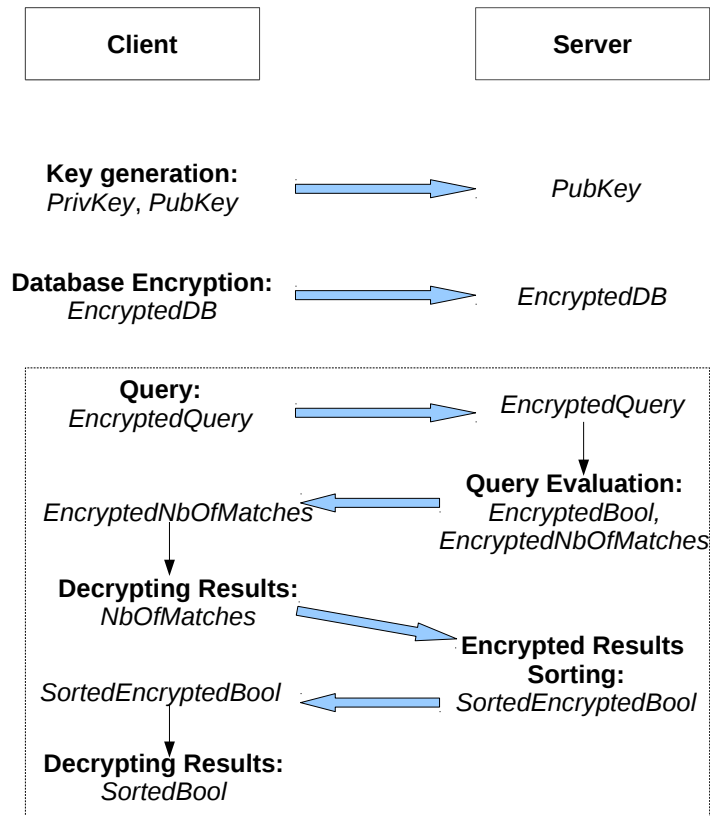 Client
Server
Key generation:
PrivKey, PubKey
PubKey
Database Encryption:
EncryptedDB
EncryptedDB
Query:
EncryptedQuery
EncryptedQuery
Query Evaluation:
EncryptedBool,
EncryptedNbOfMatches
EncryptedNbOfMatches
Decrypting Results:
NbOfMatches
Encrypted Results
Sorting:
SortedEncryptedBool
SortedEncryptedBool
Decrypting Results:
SortedBool